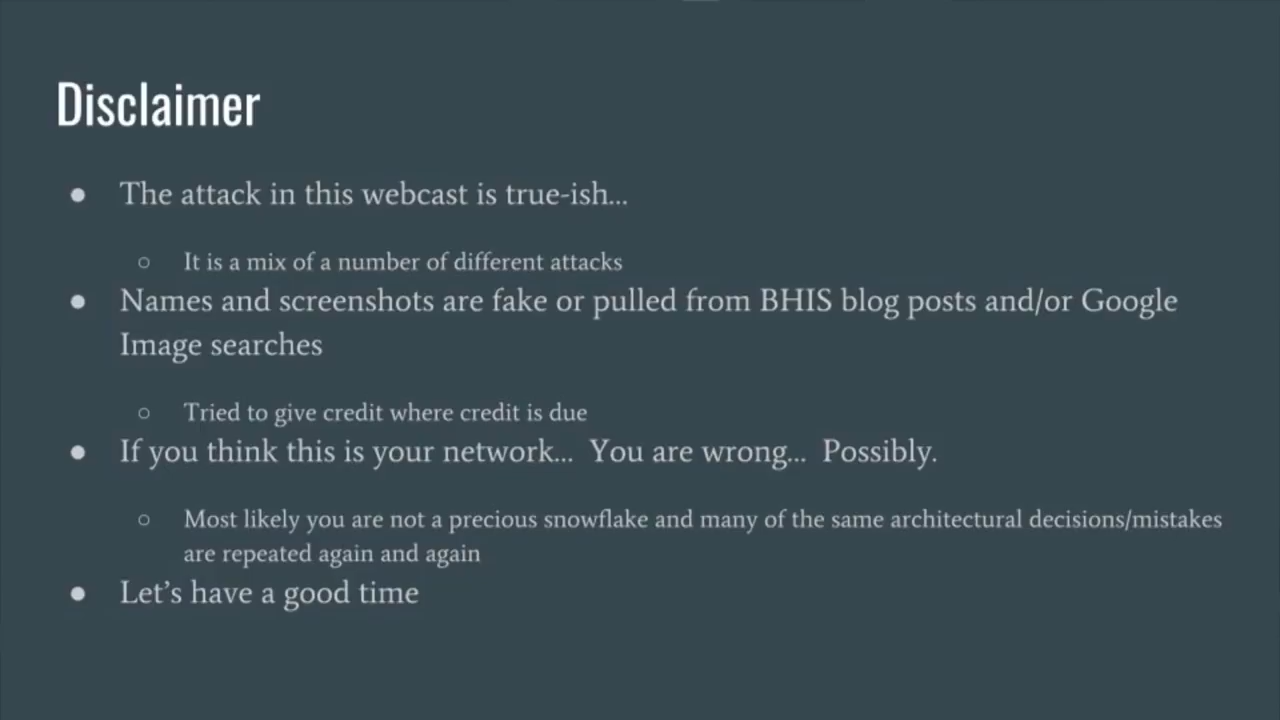 Disclaimer
● The attack in this webcast is true-ish...
○ It is a mix of a number of different attacks
● Names and screenshots are fake or pulled from BHIS blog posts and/or Google
Image searches
○ Tried to give credit where credit is due
● If you think this is your network... You are wrong... Possibly.
○ Most likely you are not a precious snowflake and many of the same architectural decisions/mistakes
are repeated again and again
● Let’s have a good time